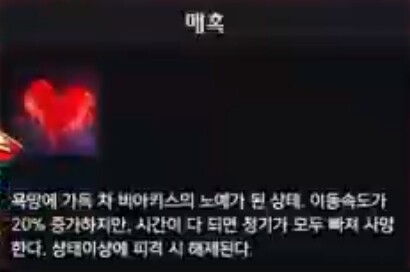 매혹
욕망에 가득 차 비아키스의 노예가 된 상태. 이동속도가
20% 증가하지만, 시간이 다 되면 정기가 모두 빠져 사망
한다. 상태이상에 피격 시 해제된다.